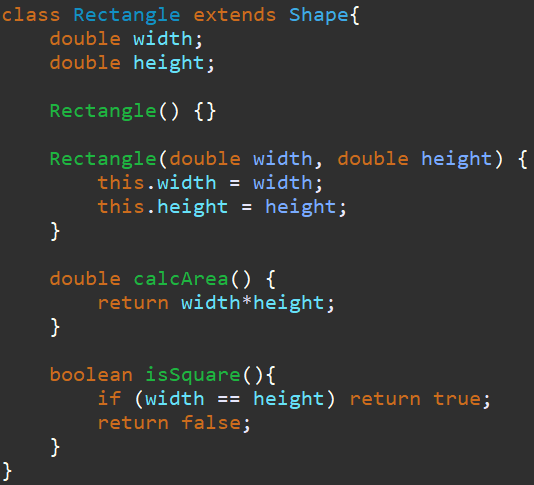 class Rectangle extends Shape{
    double width;
    double height;

    Rectangle() {}

    Rectangle(double width, double height) {
        this.width = width;
        this.height = height;
    }

    double calcArea() {
        return width*height;
    }

    boolean isSquare(){
        if (width == height) return true;
        return false;
    }
}